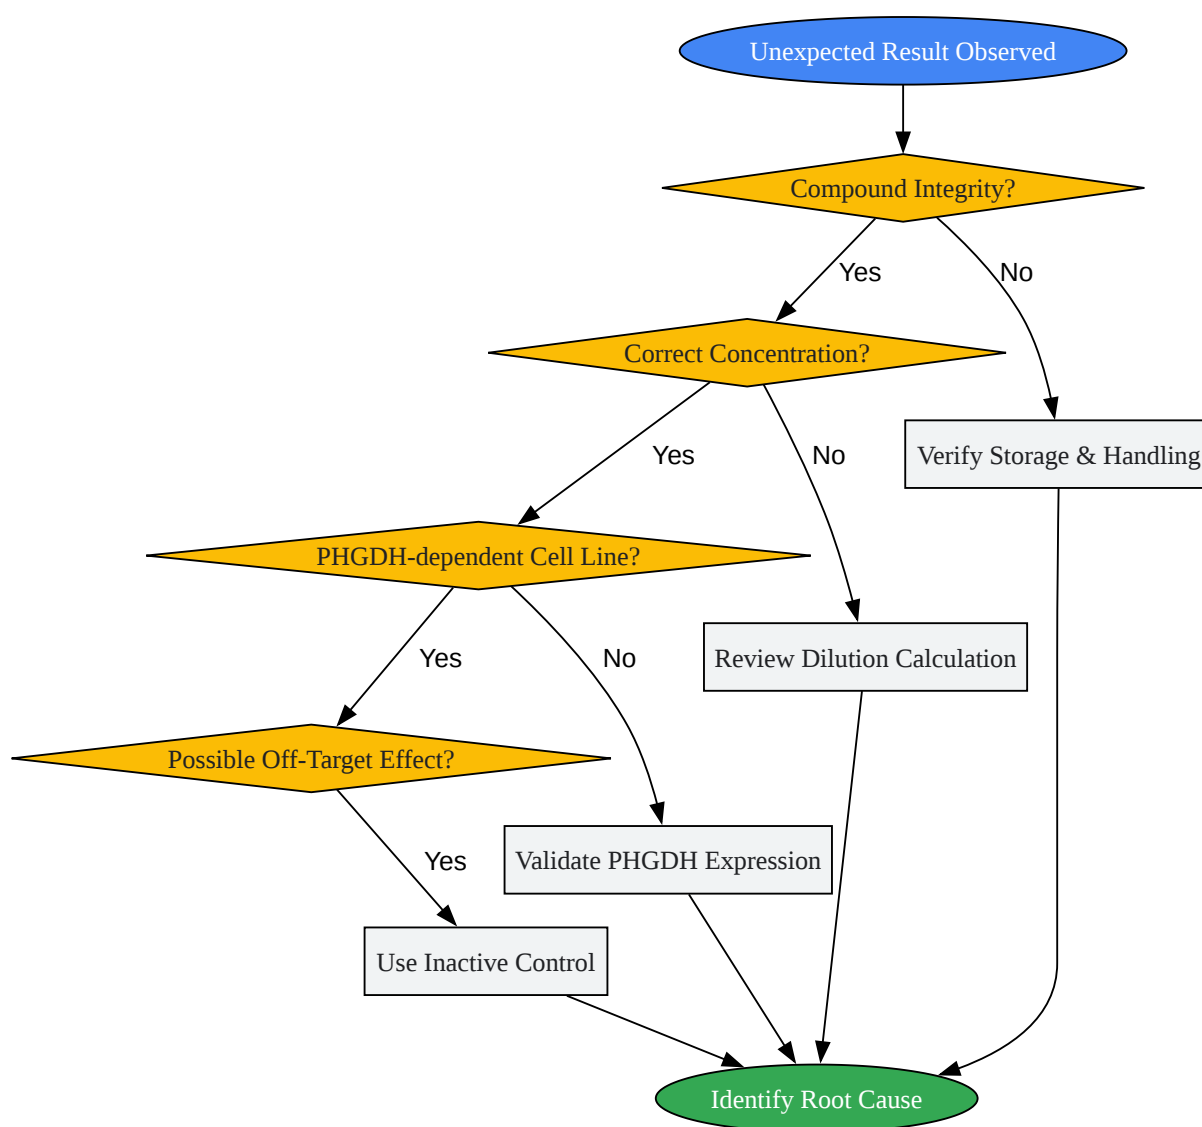 Unexpected Result Observed
Compound Integrity?
Yes
No
Correct Concentration?
Yes
No
Verify Storage & Handling
PHGDH-dependent Cell Line?
Yes
No
Review Dilution Calculation
Possible Off-Target Effect?
Yes
Validate PHGDH Expression
Use Inactive Control
Identify Root Cause